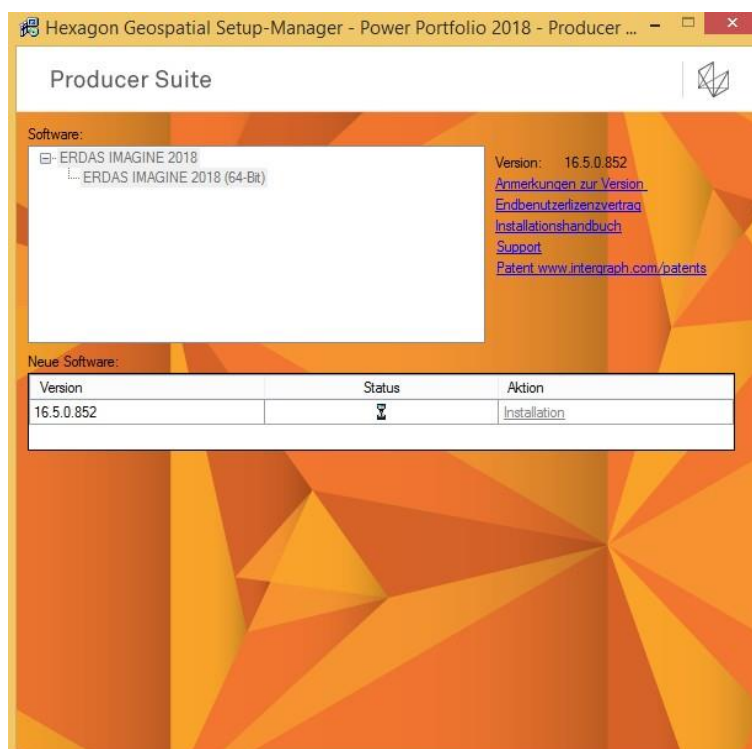 Hexagon Geospatial Setup-Manager - Power Portfolio 2018 - Producer ...
Producer Suite
Software:
ERDAS IMAGINE 2018
ERDAS IMAGINE 2018 (64-Bit)
Version: 16.5.0.852
Anmerkungen zur Version
Endbenutzerlizenzvertrag
Installationshandbuch
Support
Patent www.intergraph.com/patents
Neue Software:
Version Status Aktion
16.5.0.852 Installation